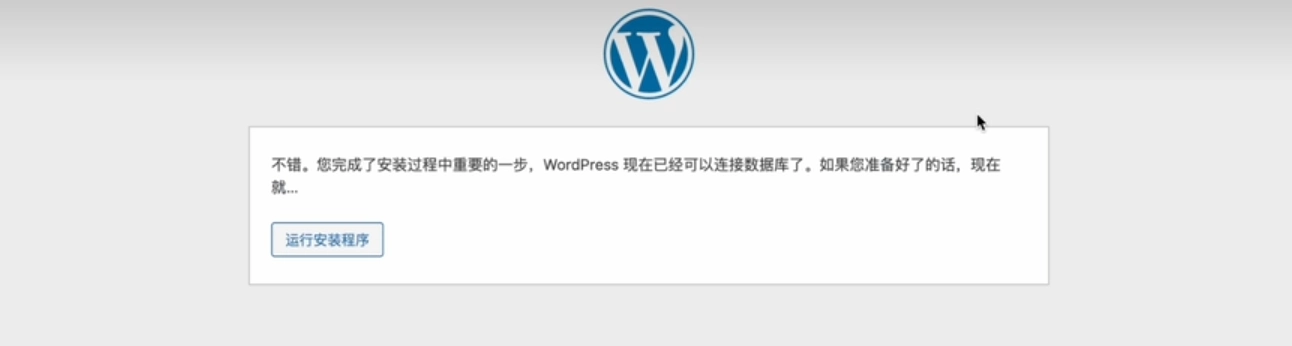 不错。您完成了安装过程中重要的一步，WordPress 现在已经可以连接数据库了。如果您准备好了的话，现在
就...
运行安装程序